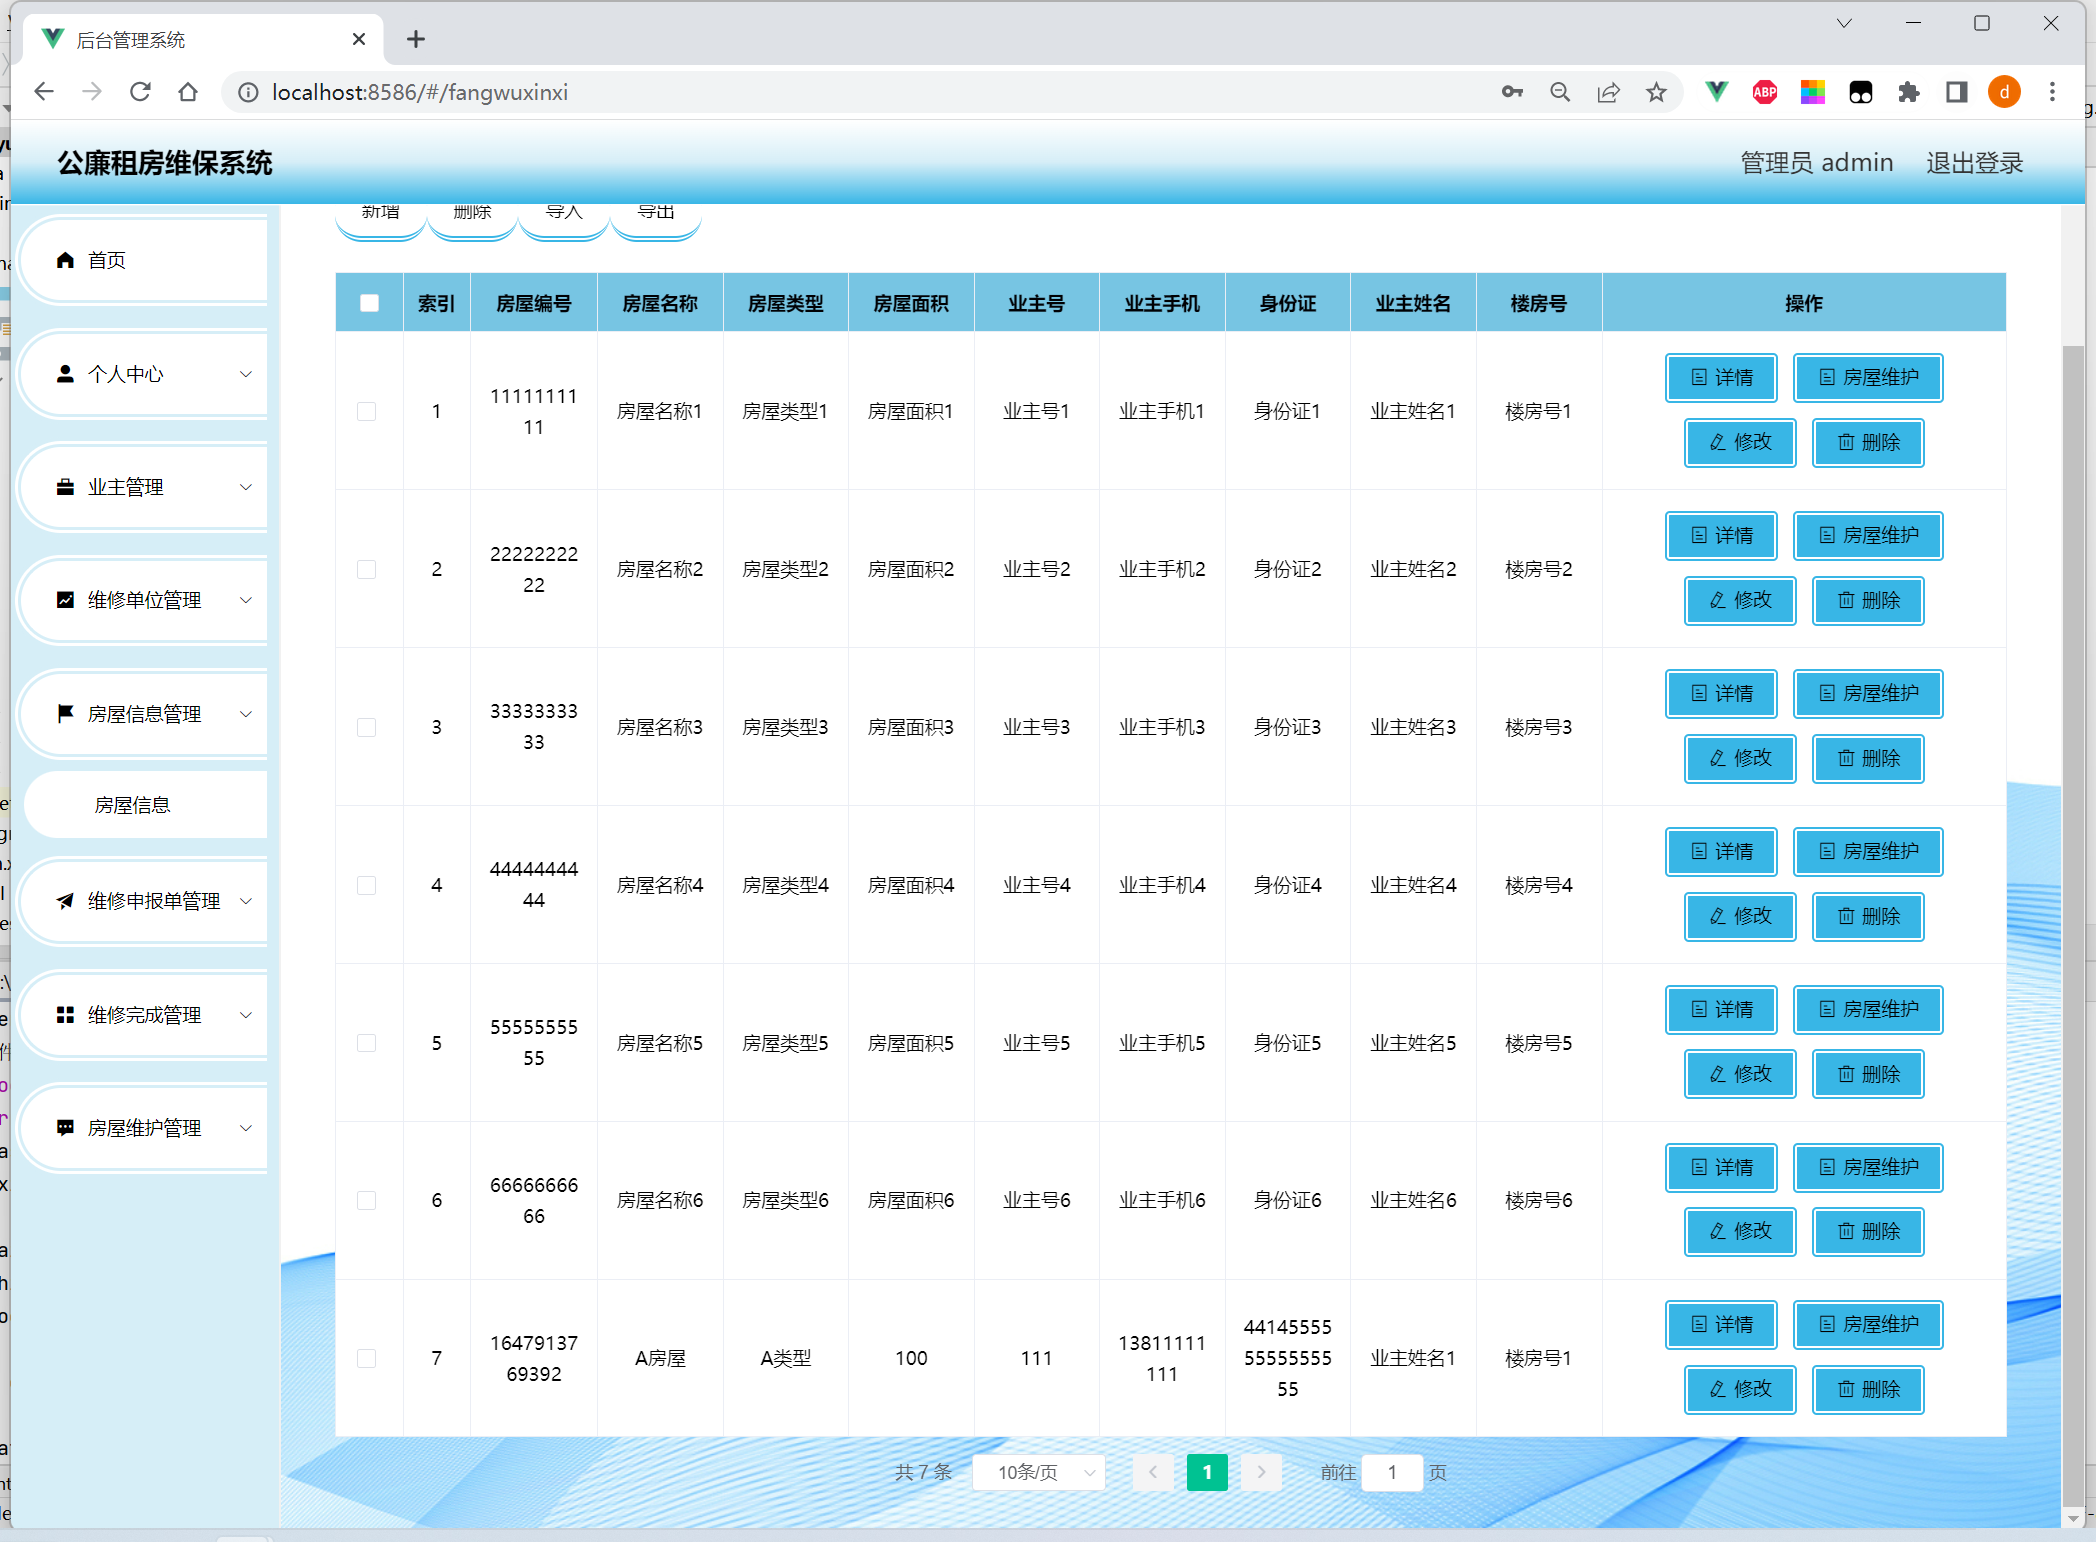 后台管理系统
localhost:8586/#/fangwuxinxi
ABP
d
公廉租房维保系统
管理员 admin 退出登录
新增 删除 导入 导出
首页
个人中心
业主管理
维修单位管理
房屋信息管理
房屋信息
维修申报单管理
维修完成管理
房屋维护管理
索引 房屋编号 房屋名称 房屋类型 房屋面积 业主号 业主手机 身份证 业主姓名 楼房号 操作
1 11111111 房屋名称1 房屋类型1 房屋面积1 业主号1 业主手机1 身份证1 业主姓名1 楼房号1 详情 房屋维护
11 修改 删除
2 22222222 房屋名称2 房屋类型2 房屋面积2 业主号2 业主手机2 身份证2 业主姓名2 楼房号2 详情 房屋维护
22 修改 删除
3 33333333 房屋名称3 房屋类型3 房屋面积3 业主号3 业主手机3 身份证3 业主姓名3 楼房号3 详情 房屋维护
33 修改 删除
4 44444444 房屋名称4 房屋类型4 房屋面积4 业主号4 业主手机4 身份证4 业主姓名4 楼房号4 详情 房屋维护
44 修改 删除
5 55555555 房屋名称5 房屋类型5 房屋面积5 业主号5 业主手机5 身份证5 业主姓名5 楼房号5 详情 房屋维护
55 修改 删除
6 66666666 房屋名称6 房屋类型6 房屋面积6 业主号6 业主手机6 身份证6 业主姓名6 楼房号6 详情 房屋维护
66 修改 删除
7 16479137 A房屋 A类型 100 111 13811111 44145555 业主姓名1 楼房号1 详情 房屋维护
69392 111 55555555 修改 删除
55
共 7 条 10条/页 1 前往 1 页